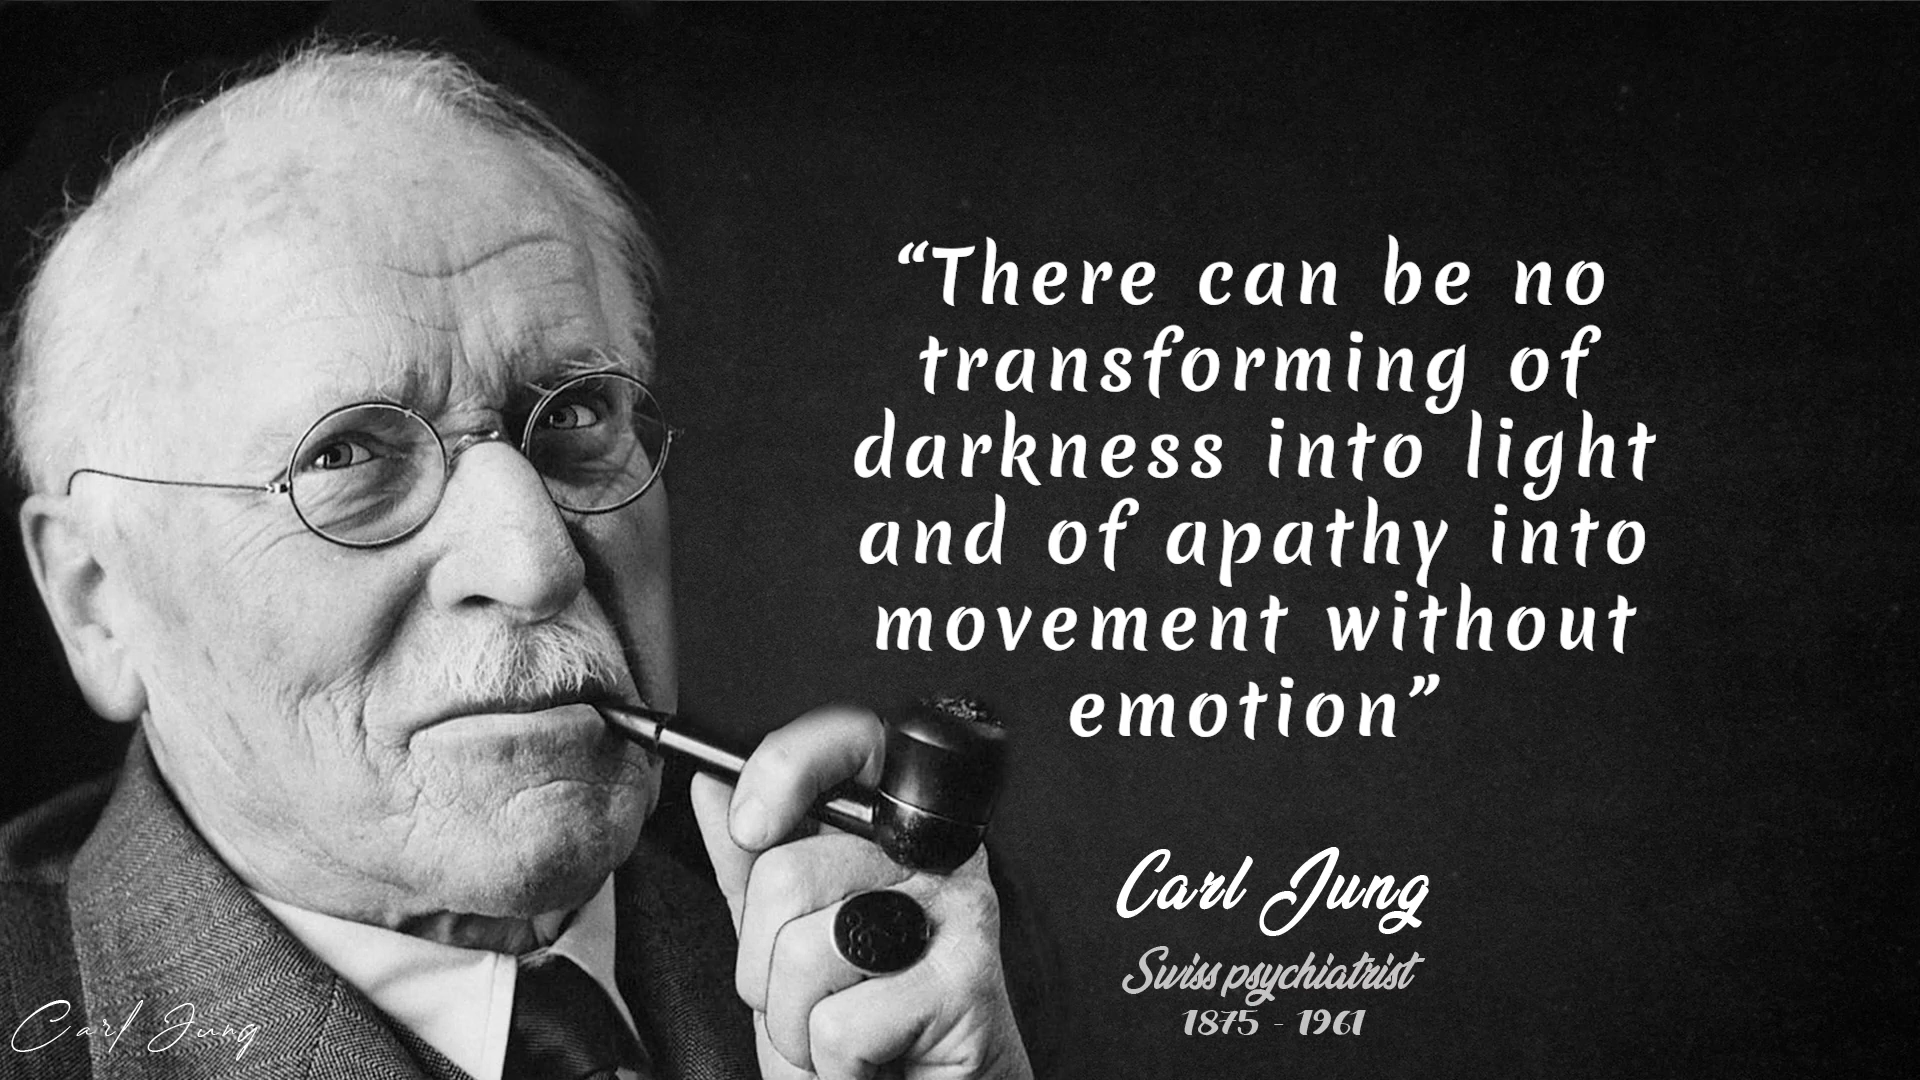 “There can be no
transforming of
darkness into light
and of apathy into
movement without
emotion”
Carl Jung
Swiss psychiatrist
1875 - 1961
Carl Jung